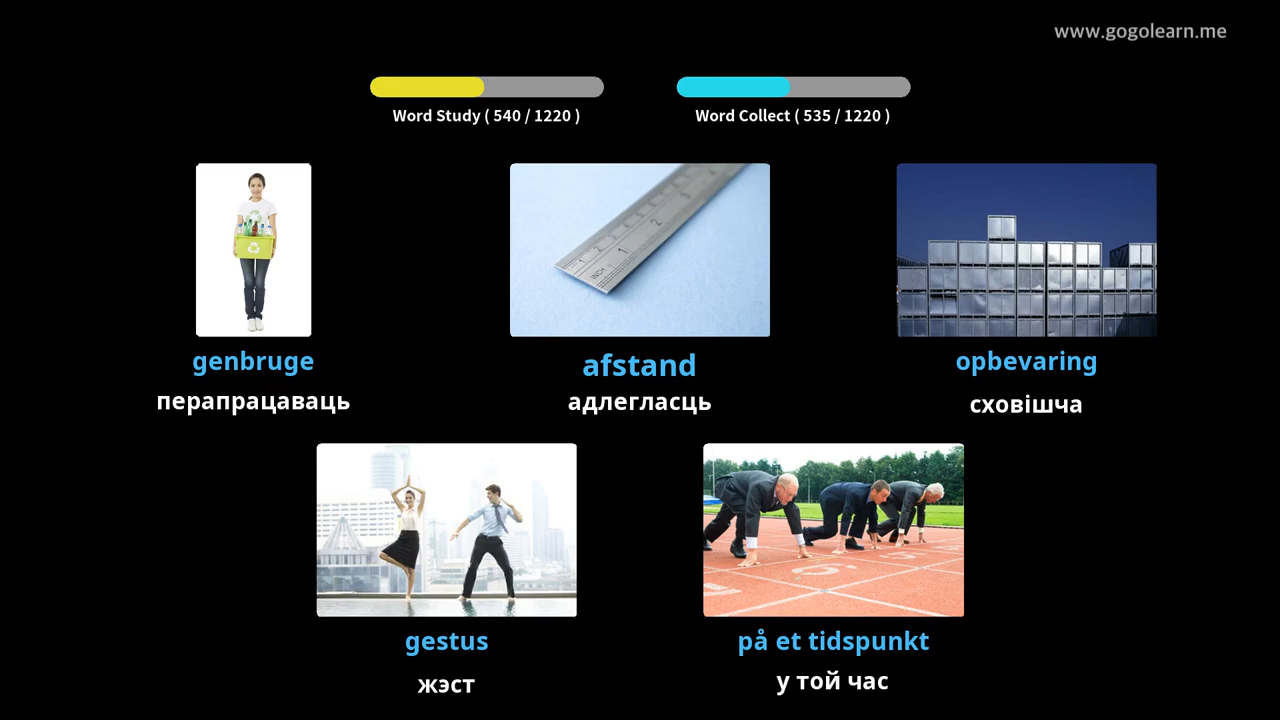 www.gogolearn.me
Word Study ( 540 / 1220 )
Word Collect ( 535 / 1220 )
genbruge
перапрацаваць
afstand
адлегласць
opbevaring
сховішча
gestus
жэст
på et tidspunkt
у той час